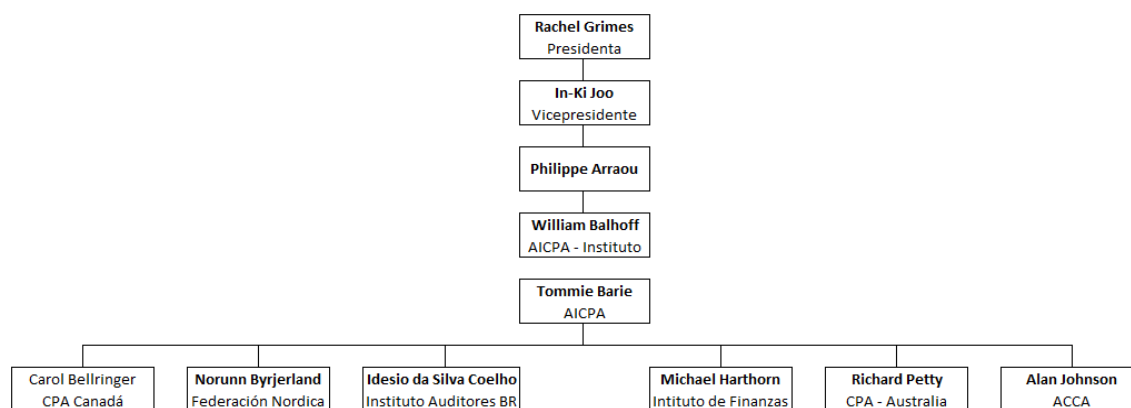 Rachel Grimes
Presidenta
In-Ki Joo
Vicepresidente
Philippe Arraou
William Balhoff
AICPA - Instituto
Tommie Barie
AICPA
Carol Bellringer
CPA Canadá
Norunn Byrjerland
Federación Nordica
Idesio da Silva Coelho
Instituto Auditores BR
Michael Harthorn
Intituto de Finanzas
Richard Petty
CPA - Australia
Alan Johnson
ACCA